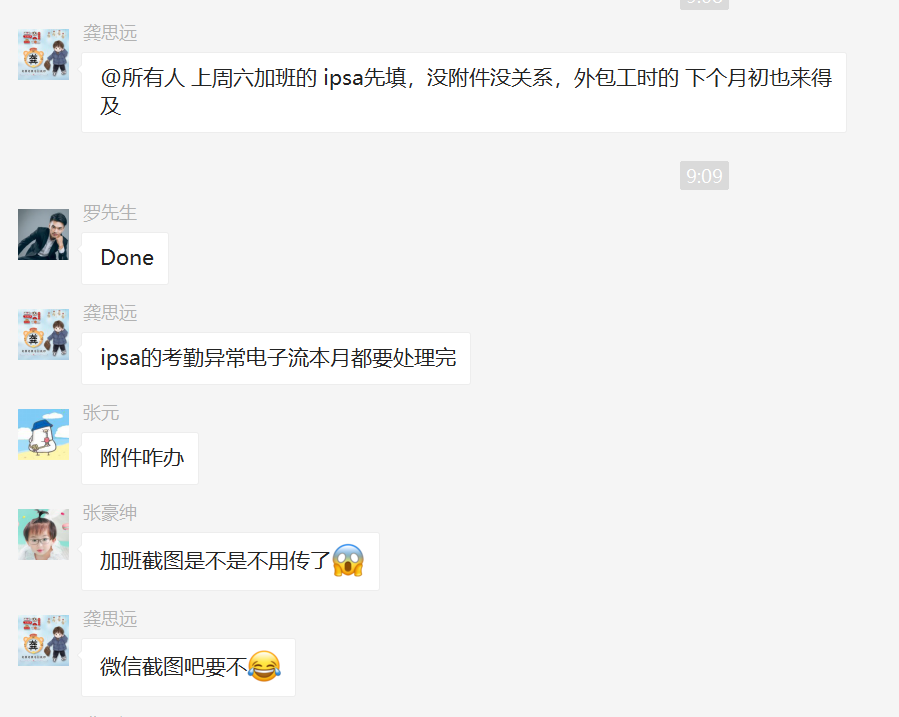 龚思远
@所有人 上周六加班的 ipsa先填，没附件没关系，外包工时的 下个月初也来得
及
9:09
罗先生
Done
龚思远
ipsa的考勤异常电子流本月都要处理完
张元
附件咋办
张豪绅
加班截图是不是不用传了😱
龚思远
微信截图吧要不😂